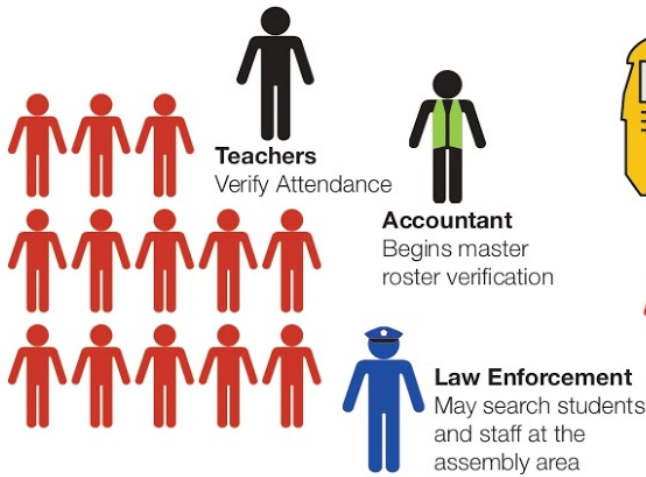 Teachers
Verify Attendance
Accountant
Begins master
roster verification
Law Enforcement
May search students
and staff at the
assembly area